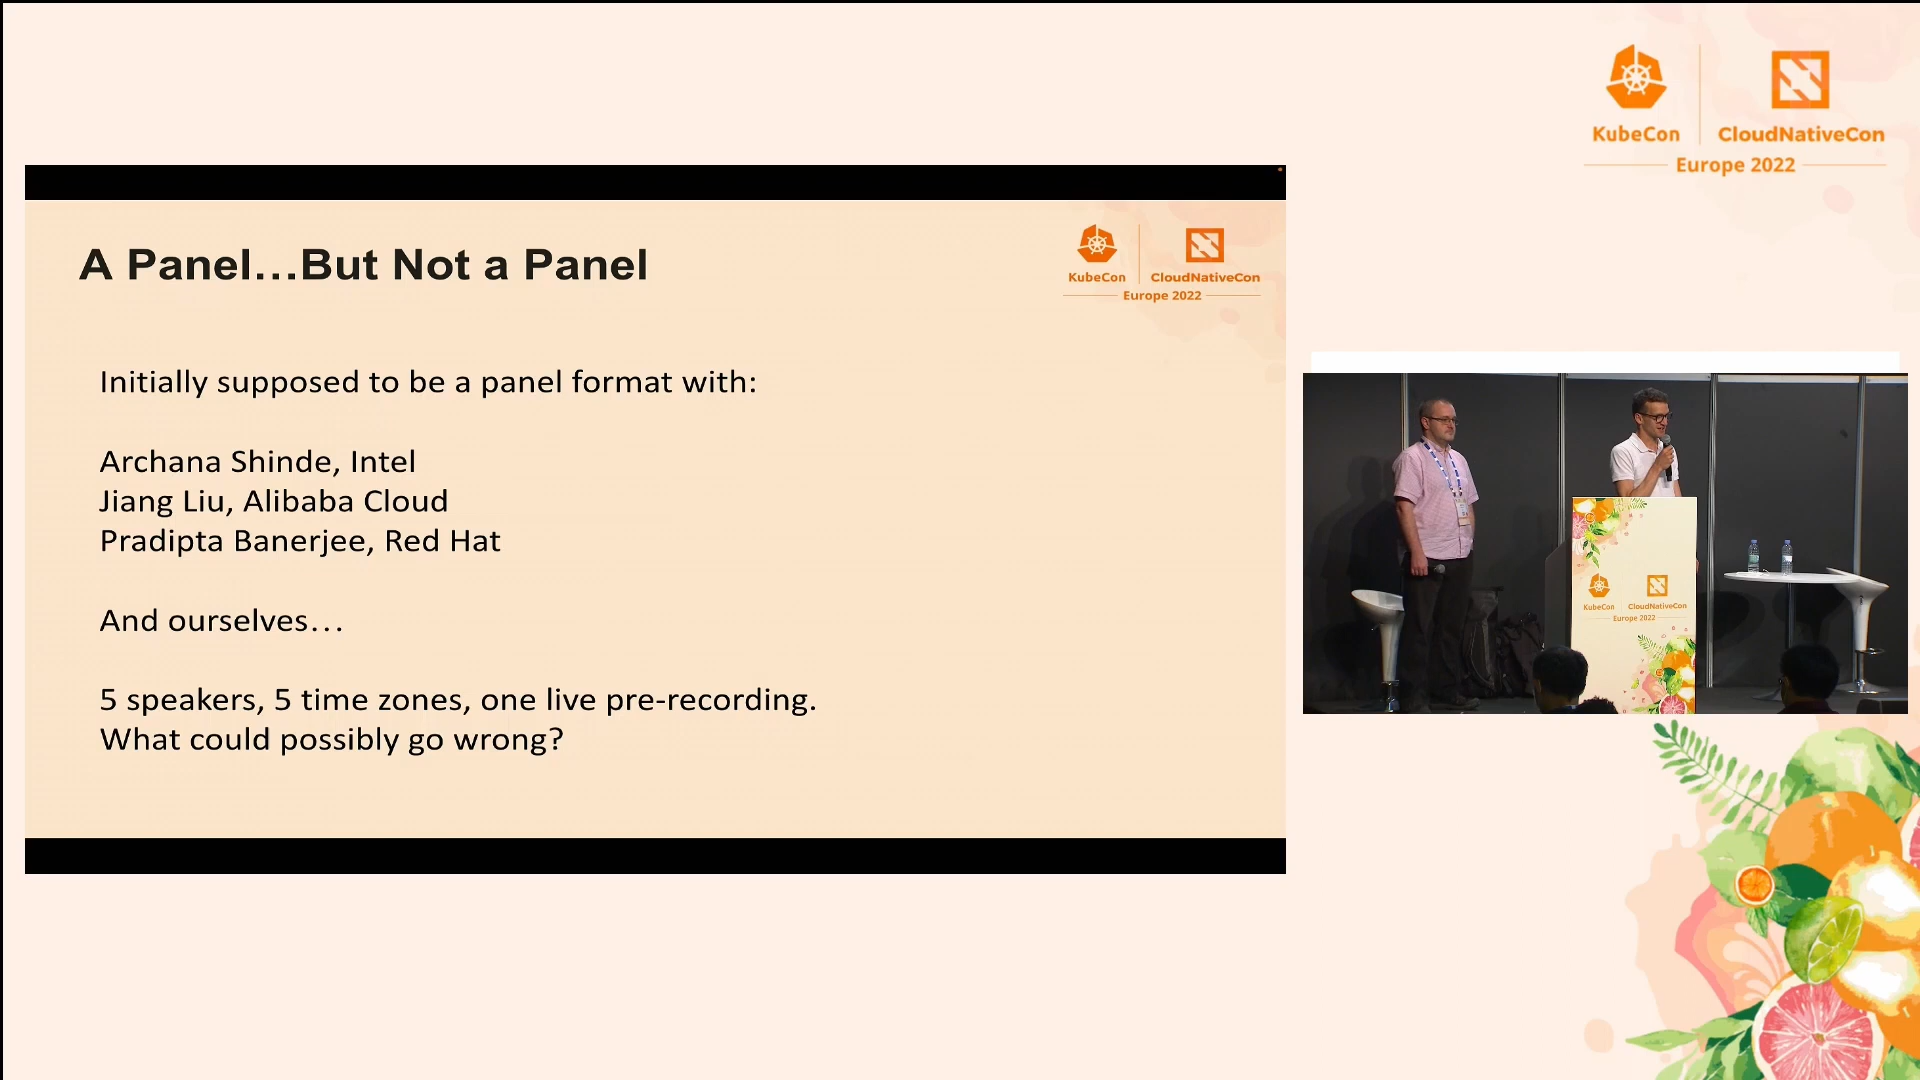 KubeCon
CloudNativeCon
Europe 2022
A Panel...But Not a Panel
KubeCon
CloudNativeCon
Europe 2022
Initially supposed to be a panel format with:
Archana Shinde, Intel
Jiang Liu, Alibaba Cloud
Pradipta Banerjee, Red Hat
And ourselves...
5 speakers, 5 time zones, one live pre-recording.
What could possibly go wrong?
KubeCon
CloudNativeCon
Europe 2022